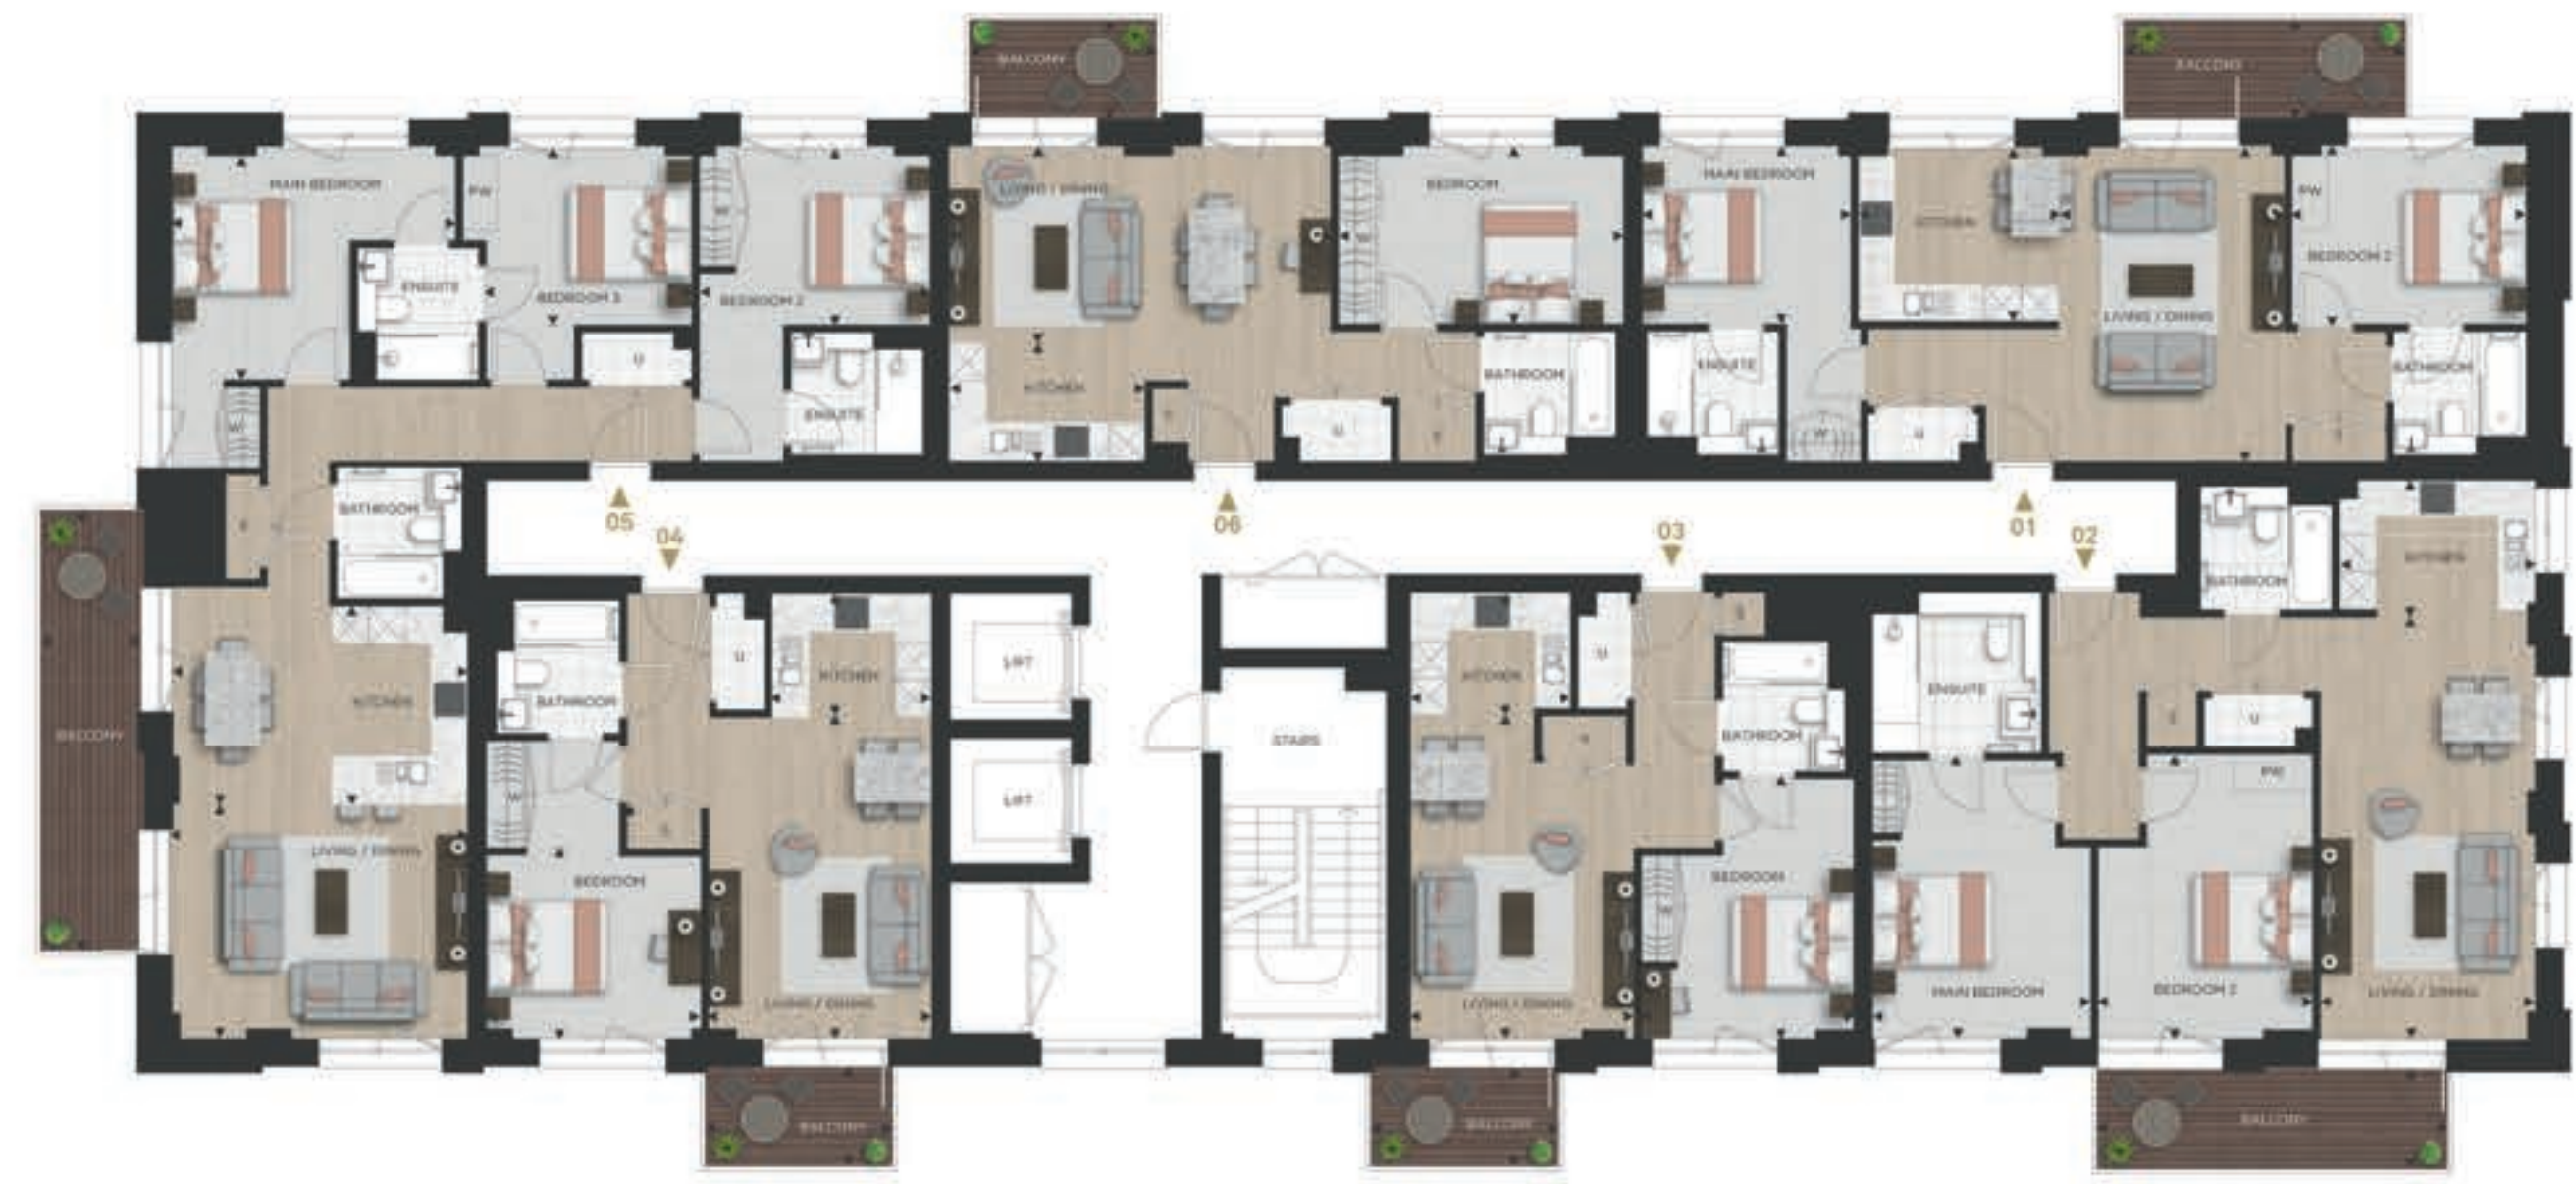 BALCONY
BALCONY
MAIN BEDROOM
PW
BEDROOM 3
ENSUITE
W
BEDROOM 2
ENSUITE
U
W
LIVING / DINING
KITCHEN
W
BEDROOM
BATHROOM
U
MAIN BEDROOM
ENSUITE
W
U
KITCHEN
LIVING / DINING
PW
BEDROOM 2
BATHROOM
05
04
06
03
01
02
BATHROOM
BALCONY
KITCHEN
LIVING / DINING
BATHROOM
U
KITCHEN
W
BEDROOM
LIVING / DINING
BALCONY
LIFT
LIFT
STAIRS
KITCHEN
U
BATHROOM
W
BEDROOM
LIVING / DINING
BALCONY
ENSUITE
MAIN BEDROOM
BATHROOM
KITCHEN
U
PW
BEDROOM 2
LIVING / DINING
BALCONY